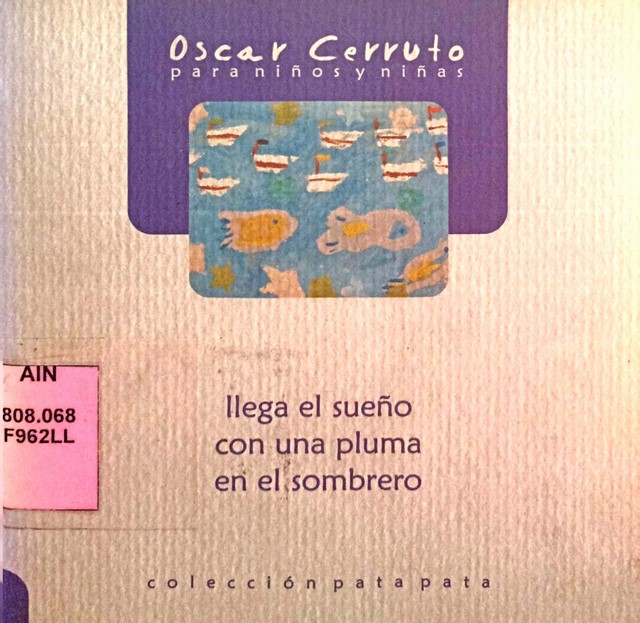 Oscar Cerruto
para niños y niñas
AIN
808.068
F962LL
llega el sueño
con una pluma
en el sombrero
colección pata pata